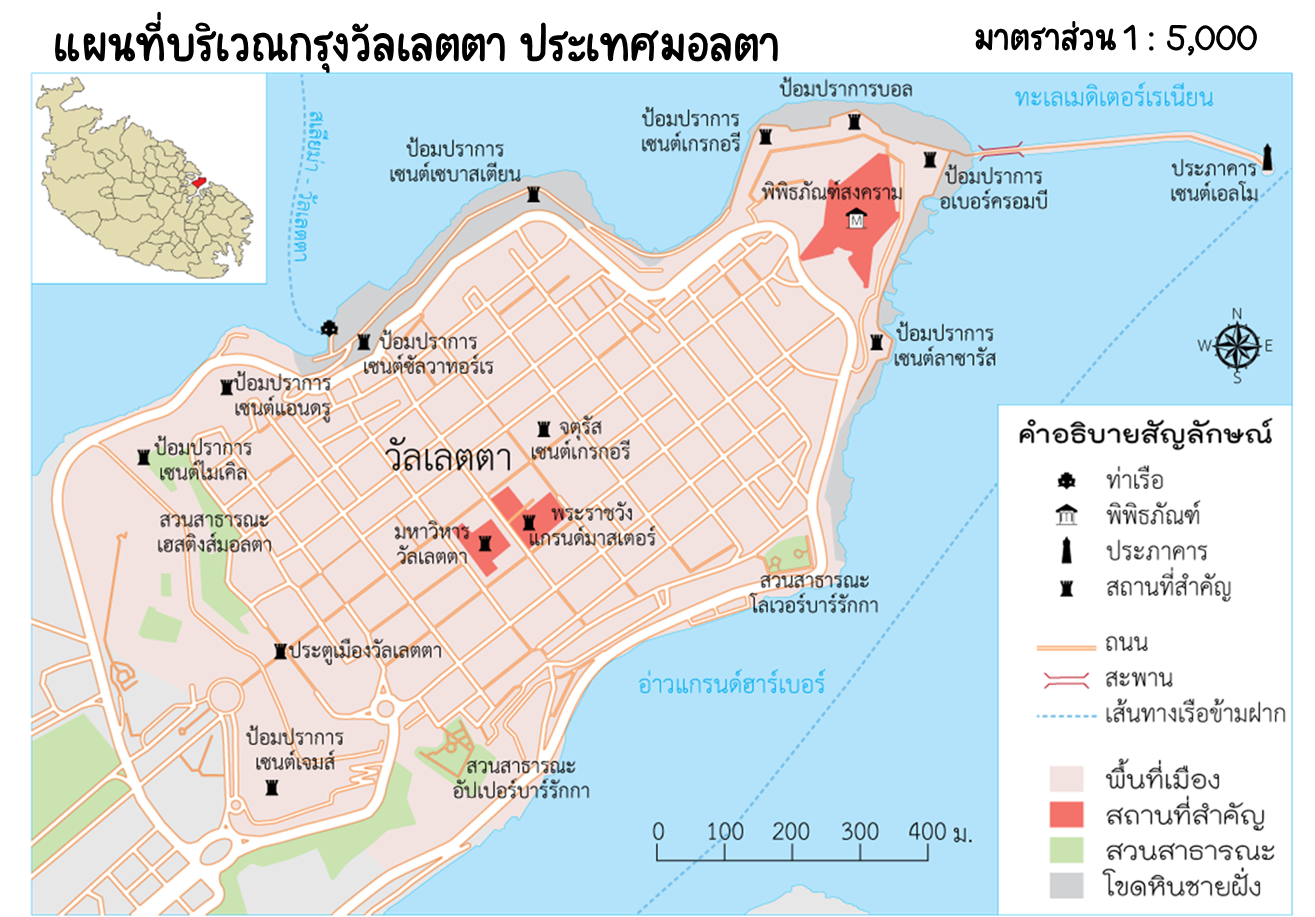 แผนที่บริเวณกรุงวัลเลตตา ประเทศมอลตา
มาตราส่วน 1 : 5,000
ป้อมปราการบอล
ทะเลเมดิเตอร์เรเนียน
ป้อมปราการ
เซนต์เกรกอรี
สเลียม่า วัลเลตตา
ป้อมปราการ
เซนต์เซบาสเตียน
ป้อมปราการ
อเบอร์ครอมบี
ประภาคาร
เซนต์เอลโม
พิพิธภัณฑ์สงคราม
M
ป้อมปราการ
เซนต์ลาซารัส
N
W
E
S
ป้อมปราการ
เซนต์ซัลวาทอร์เร
ป้อมปราการ
เซนต์แอนดรู
ป้อมปราการ
เซนต์ไมเคิล
จตุรัส
เซนต์เกรกอรี
วัลเลตตา
สวนสาธารณะ
เฮสติงส์มอลตา
มหาวิหาร
วัลเลตตา
พระราชวัง
แกรนด์มาสเตอร์
สวนสาธารณะ
โลเวอร์บาร์รักกา
ประตูเมืองวัลเลตตา
อ่าวแกรนด์ฮาร์เบอร์
ป้อมปราการ
เซนต์เจมส์
สวนสาธารณะ
อัปเปอร์บาร์รักกา
0 100 200 300 400 ม.
คำอธิบายสัญลักษณ์
ท่าเรือ
พิพิธภัณฑ์
ประภาคาร
สถานที่สำคัญ
ถนน
สะพาน
เส้นทางเรือข้ามฝาก
พื้นที่เมือง
สถานที่สำคัญ
สวนสาธารณะ
โขดหินชายฝั่ง